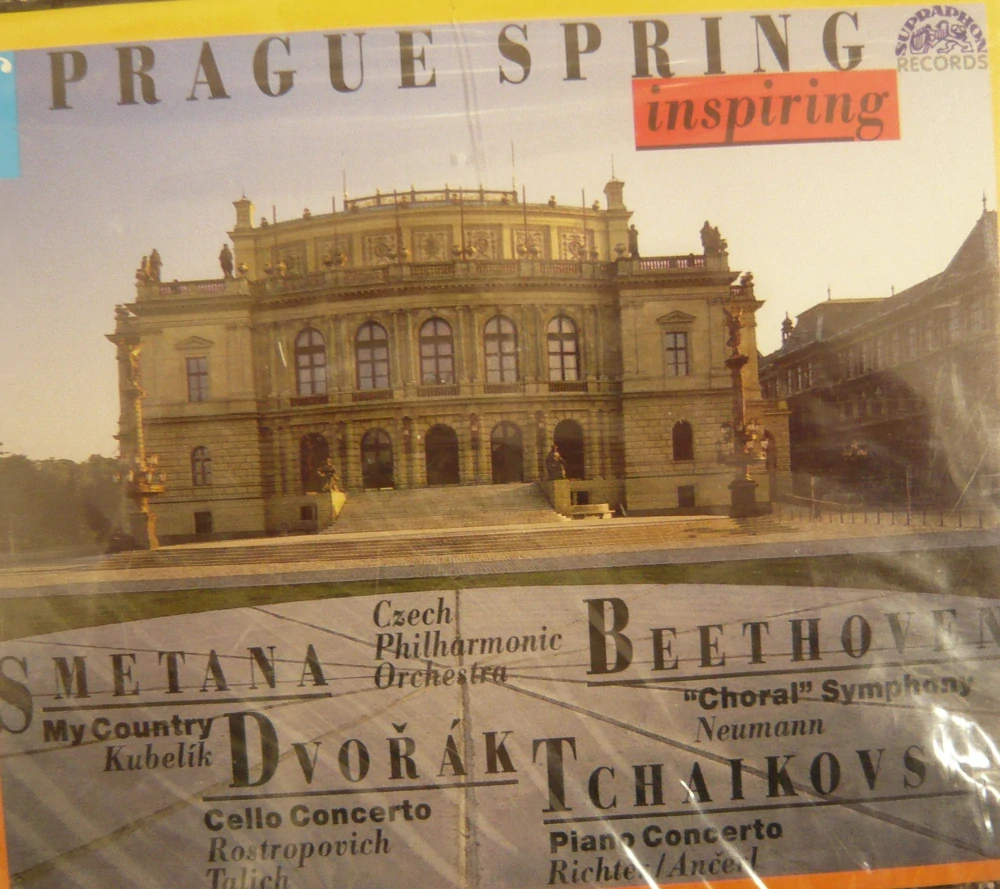 PRAGUE SPRING
inspiring
SUPRAPHON
RECORDS
SMETANA
My Country
Kubelík
Czech
Philharmonic
Orchestra
BEETHOVEN
"Choral" Symphony
Neumann
DVOŘÁK
Cello Concerto
Rostropovich
Talich
TCHAIKOVS
Piano Concerto
Richter/Ančerl